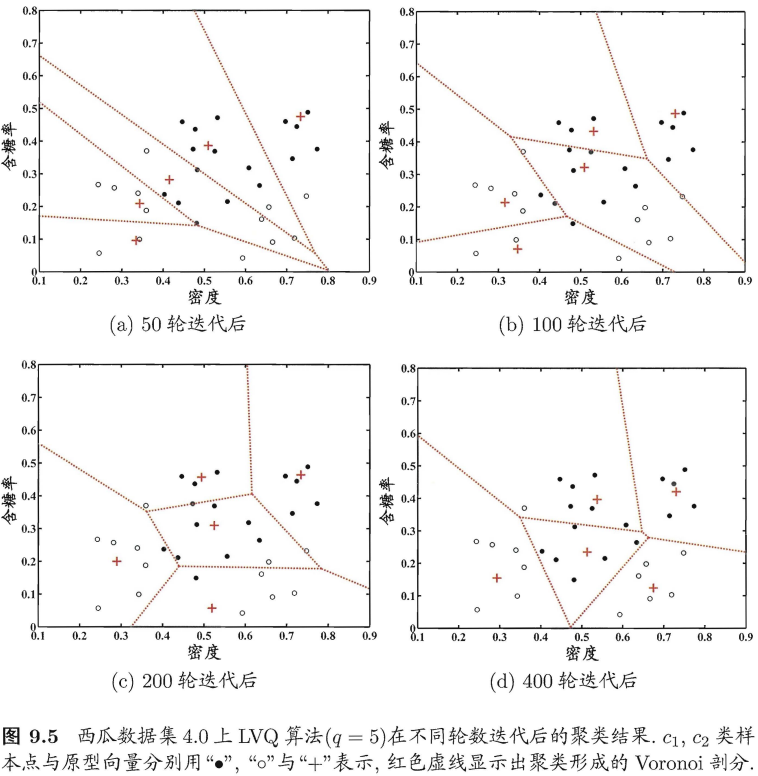 0.8
0.7
0.6
0.5
0.4
0.3
0.2
0.1
0
含糖率
0.1 0.2 0.3 0.4 0.5 0.6 0.7 0.8 0.9
密度
(a) 50 轮迭代后
0.8
0.7
0.6
0.5
0.4
0.3
0.2
0.1
0
含糖率
0.1 0.2 0.3 0.4 0.5 0.6 0.7 0.8 0.9
密度
(b) 100 轮迭代后
0.8
0.7
0.6
0.5
0.4
0.3
0.2
0.1
0
含糖率
0.1 0.2 0.3 0.4 0.5 0.6 0.7 0.8 0.9
密度
(c) 200 轮迭代后
0.8
0.7
0.6
0.5
0.4
0.3
0.2
0.1
0
含糖率
0.1 0.2 0.3 0.4 0.5 0.6 0.7 0.8 0.9
密度
(d) 400 轮迭代后
图 9.5 西瓜数据集 4.0 上 LVQ 算法(q = 5)在不同轮数迭代后的聚类结果. c₁, c₂ 类样
本点与原型向量分别用“●”, “○”与“+”表示, 红色虚线显示出聚类形成的 Voronoi 剖分.